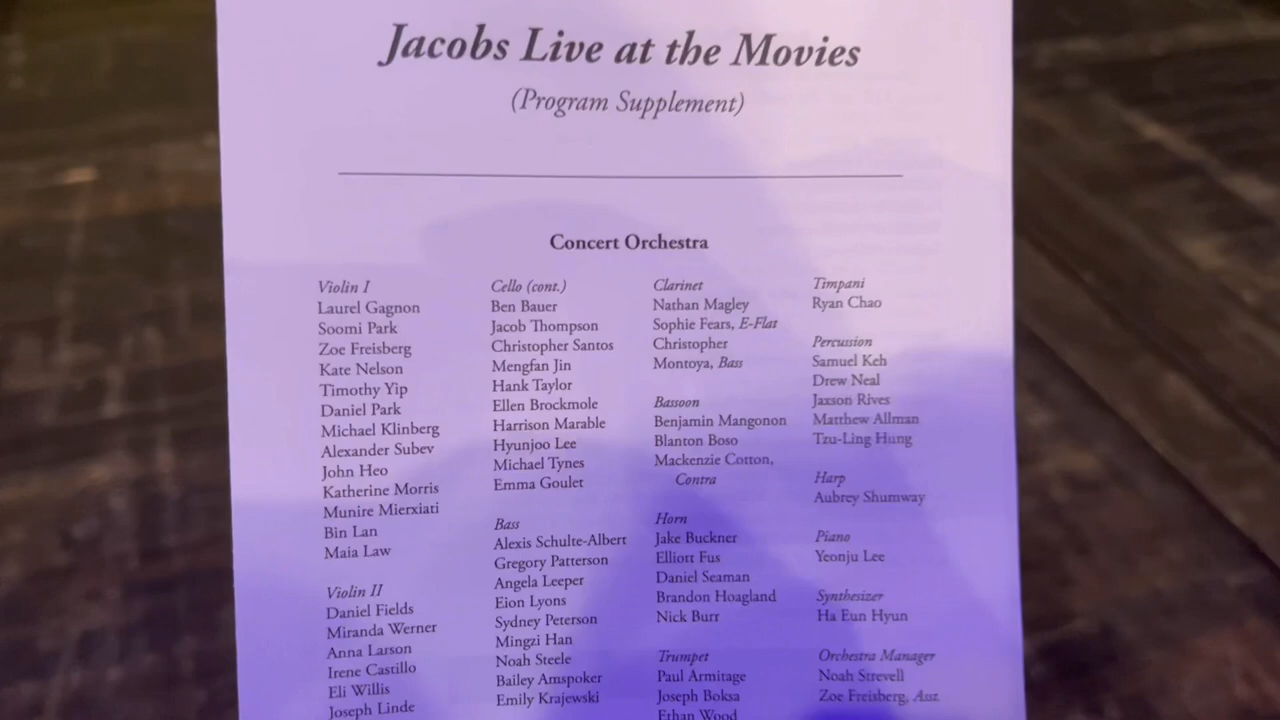 Jacobs Live at the Movies
(Program Supplement)
Concert Orchestra
Violin I
Laurel Gagnon
Soomi Park
Zoe Freisberg
Kate Nelson
Timothy Yip
Daniel Park
Michael Klinberg
Alexander Subev
John Heo
Katherine Morris
Munire Mierxiati
Bin Lan
Maia Law
Violin II
Daniel Fields
Miranda Werner
Anna Larson
Irene Castillo
Eli Willis
Joseph Linde
Cello (cont.)
Ben Bauer
Jacob Thompson
Christopher Santos
Mengfan Jin
Hank Taylor
Ellen Brockmole
Harrison Marable
Hyunjoo Lee
Michael Tynes
Emma Goulet
Bass
Alexis Schulte-Albert
Gregory Patterson
Angela Leeper
Eion Lyons
Sydney Peterson
Mingzi Han
Noah Steele
Bailey Amspoker
Emily Krajewski
Clarinet
Nathan Magley
Sophie Fears, E-Flat
Christopher
Montoya, Bass
Bassoon
Benjamin Mangonon
Blanton Boso
Mackenzie Cotton,
Contra
Horn
Jake Buckner
Elliott Fus
Daniel Seaman
Brandon Hoagland
Nick Burr
Trumpet
Paul Armitage
Joseph Boksa
Ethan Wood
Timpani
Ryan Chao
Percussion
Samuel Keh
Drew Neal
Jaxson Rives
Matthew Allman
Tzu-Ling Hung
Harp
Aubrey Shumway
Piano
Yeonju Lee
Synthesizer
Ha Eun Hyun
Orchestra Manager
Noah Strevell
Zoe Freisberg, Asst.